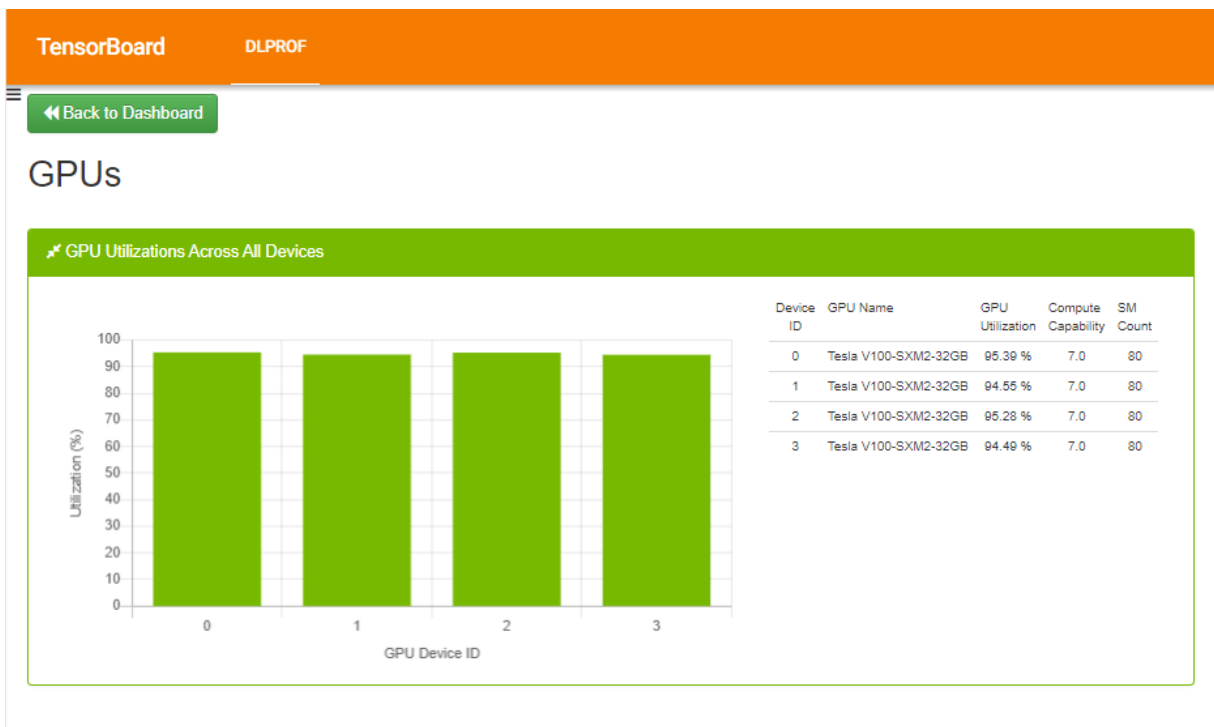 TensorBoard DLPROF
Back to Dashboard
GPUs
GPU Utilizations Across All Devices
100
90
80
70
60
50
40
30
20
10
0
Utilization (%)
0 1 2 3
GPU Device ID
Device ID GPU Name GPU Utilization Compute Capability SM Count
0 Tesla V100-SXM2-32GB 95.39 % 7.0 80
1 Tesla V100-SXM2-32GB 94.55 % 7.0 80
2 Tesla V100-SXM2-32GB 95.28 % 7.0 80
3 Tesla V100-SXM2-32GB 94.49 % 7.0 80